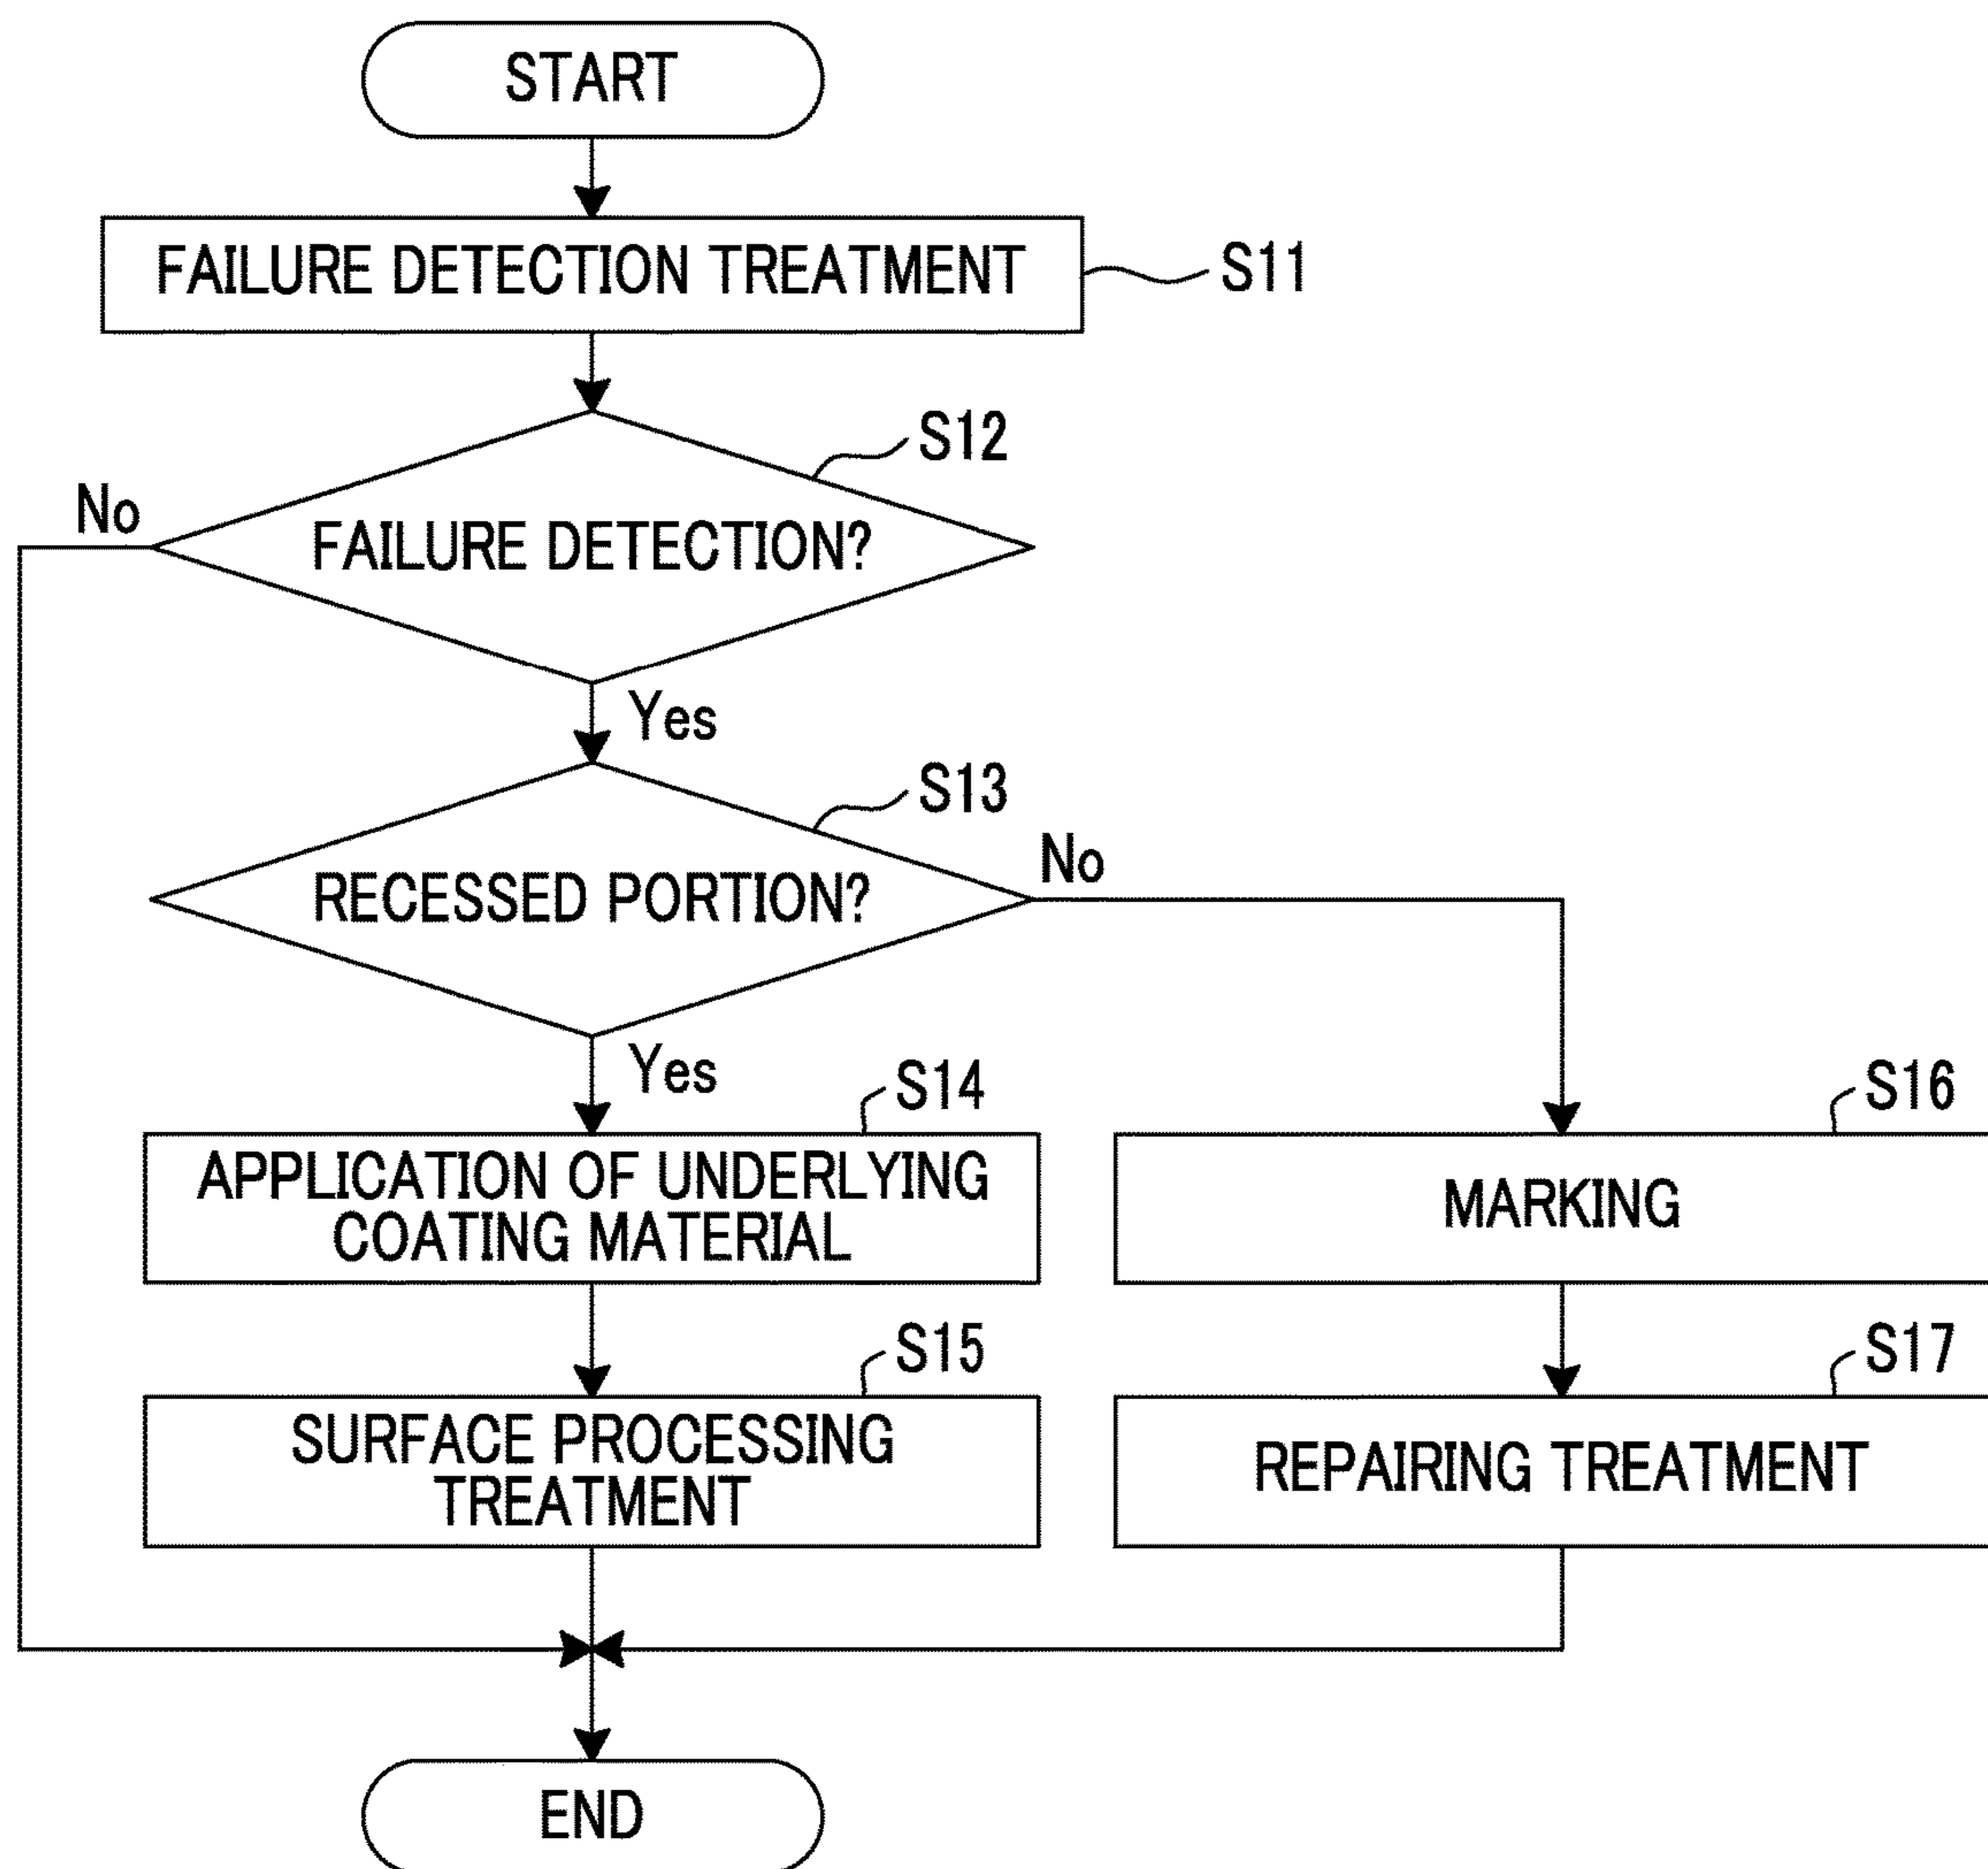 START
FAILURE DETECTION TREATMENT
S11
S12
No
FAILURE DETECTION?
Yes
S13
No
RECESSED PORTION?
Yes
S14
S16
APPLICATION OF UNDERLYING
COATING MATERIAL
MARKING
S15
S17
SURFACE PROCESSING
TREATMENT
REPAIRING TREATMENT
END